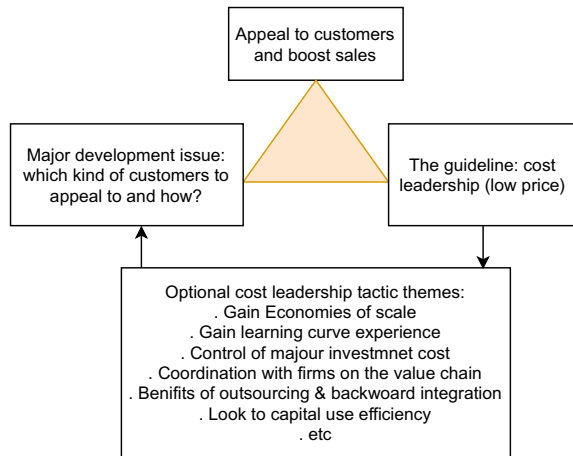 Appeal to customers
and boost sales
Major development issue:
which kind of customers to
appeal to and how?
The guideline: cost
leadership (low price)
Optional cost leadership tactic themes:
. Gain Economies of scale
. Gain learning curve experience
. Control of majour investmnet cost
. Coordination with firms on the value chain
. Benifits of outsourcing & backwoard integration
. Look to capital use efficiency
. etc